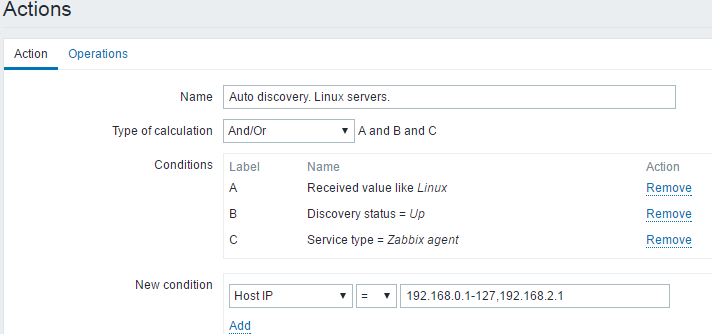 Actions
Action Operations
Name Auto discovery. Linux servers.
Type of calculation And/Or A and B and C
Conditions Label Name Action
A Received value like Linux Remove
B Discovery status = Up Remove
C Service type = Zabbix agent Remove
New condition Host IP = 192.168.0.1-127,192.168.2.1
Add